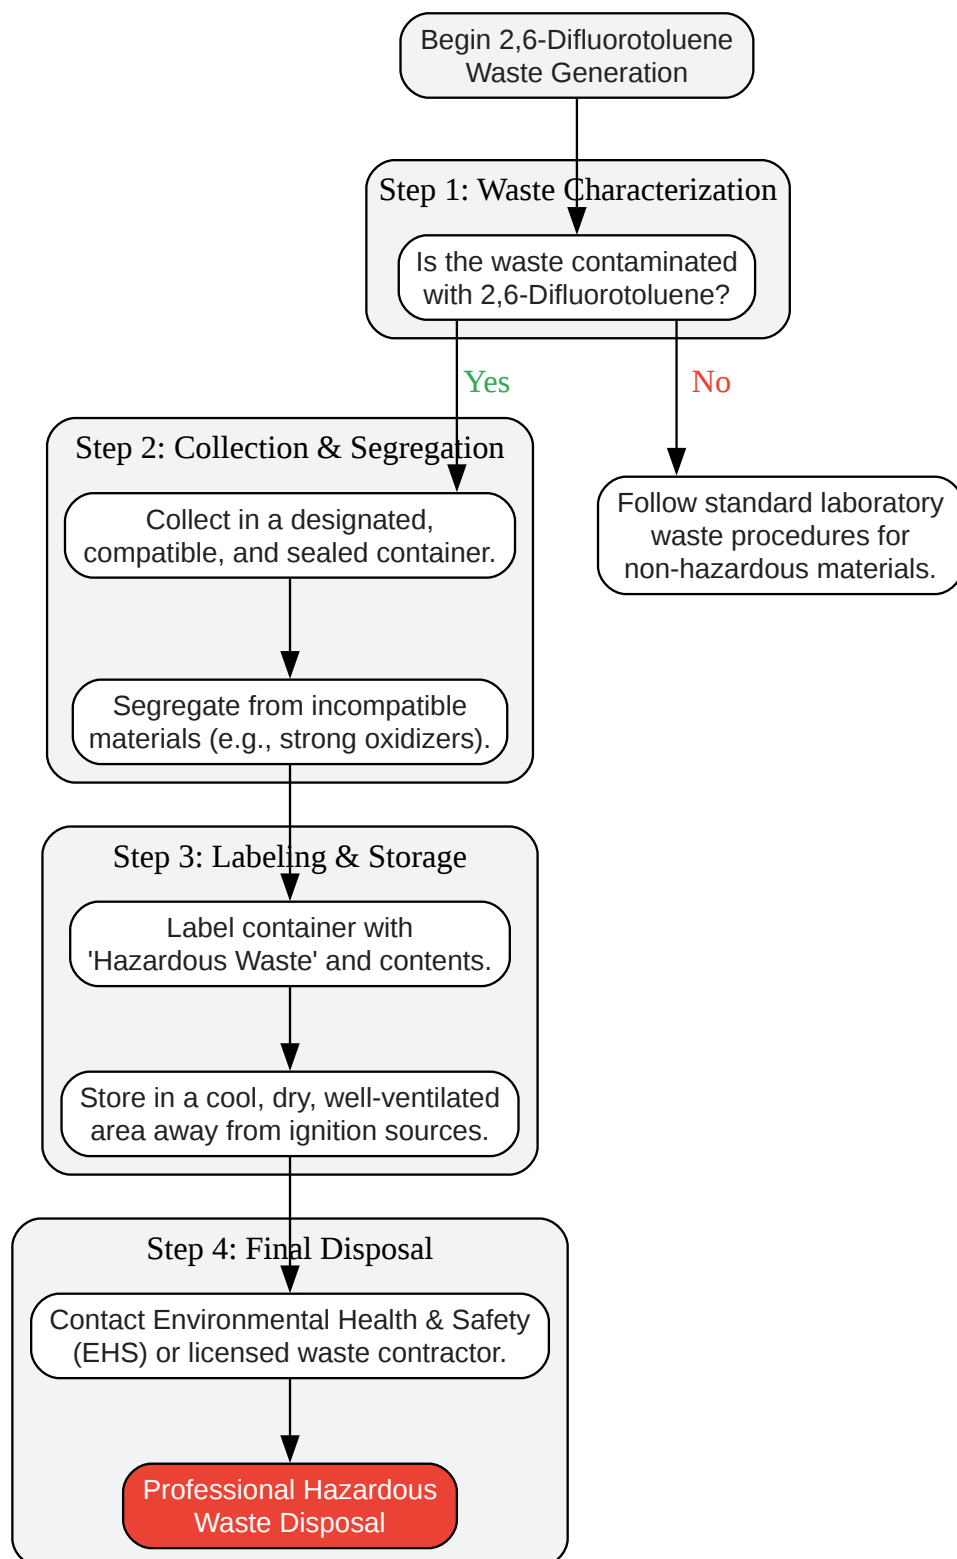 Begin 2,6-Difluorotoluene
Waste Generation
Step 1: Waste Characterization
Is the waste contaminated
with 2,6-Difluorotoluene?
Yes
No
Step 2: Collection & Segregation
Collect in a designated,
compatible, and sealed container.
Follow standard laboratory
waste procedures for
non-hazardous materials.
Segregate from incompatible
materials (e.g., strong oxidizers).
Step 3: Labeling & Storage
Label container with
'Hazardous Waste' and contents.
Store in a cool, dry, well-ventilated
area away from ignition sources.
Step 4: Final Disposal
Contact Environmental Health & Safety
(EHS) or licensed waste contractor.
Professional Hazardous
Waste Disposal